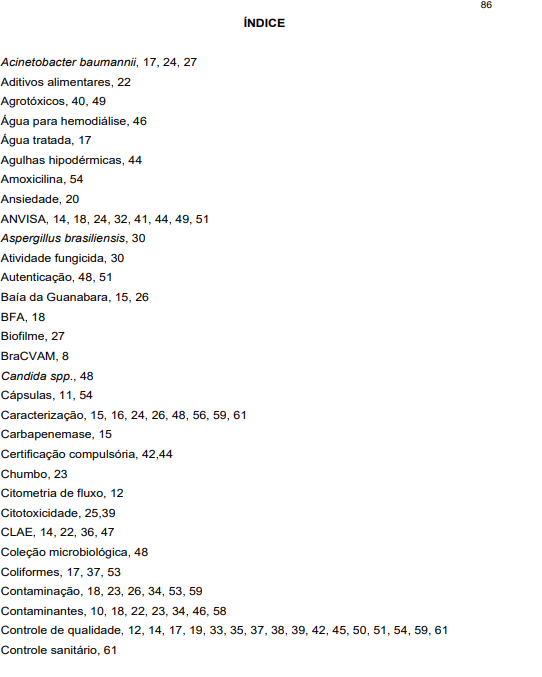 86
ÍNDICE
Acinetobacter baumannii, 17, 24, 27
Aditivos alimentares, 22
Agrotóxicos, 40, 49
Água para hemodiálise, 46
Água tratada, 17
Agulhas hipodérmicas, 44
Amoxicilina, 54
Ansiedade, 20
ANVISA, 14, 18, 24, 32, 41, 44, 49, 51
Aspergillus brasiliensis, 30
Atividade fungicida, 30
Autenticação, 48, 51
Baía da Guanabara, 15, 26
BFA, 18
Biofilme, 27
BraCVAM, 8
Candida spp., 48
Cápsulas, 11, 54
Caracterização, 15, 16, 24, 26, 48, 56, 59, 61
Carbapenemase, 15
Certificação compulsória, 42,44
Chumbo, 23
Citometria de fluxo, 12
Citotoxicidade, 25,39
CLAE, 14, 22, 36, 47
Coleção microbiológica, 48
Coliformes, 17, 37, 53
Contaminação, 18, 23, 26, 34, 53, 59
Contaminantes, 10, 18, 22, 23, 34, 46, 58
Controle de qualidade, 12, 14, 17, 19, 33, 35, 37, 38, 39, 42, 45, 50, 51, 54, 59, 61
Controle sanitário, 61